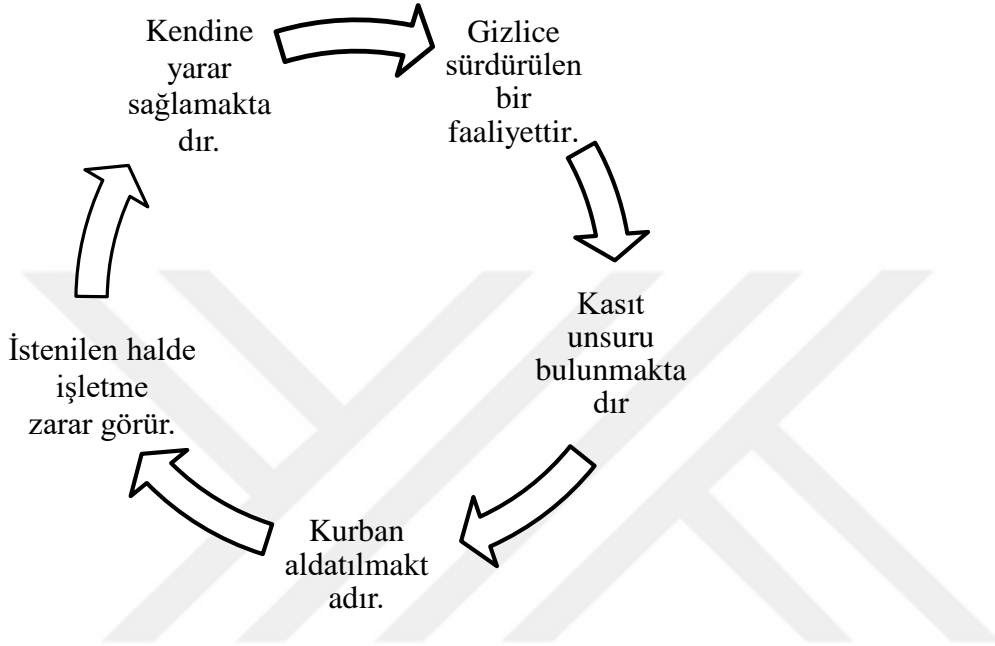 Kendine
yarar
sağlamakta
dır.
Gizlice
sürdürülen
bir
faaliyettir.
Kasıt
unsuru
bulunmakta
dır
Kurban
aldatılmakt
adır.
İstenilen halde
işletme
zarar görür.